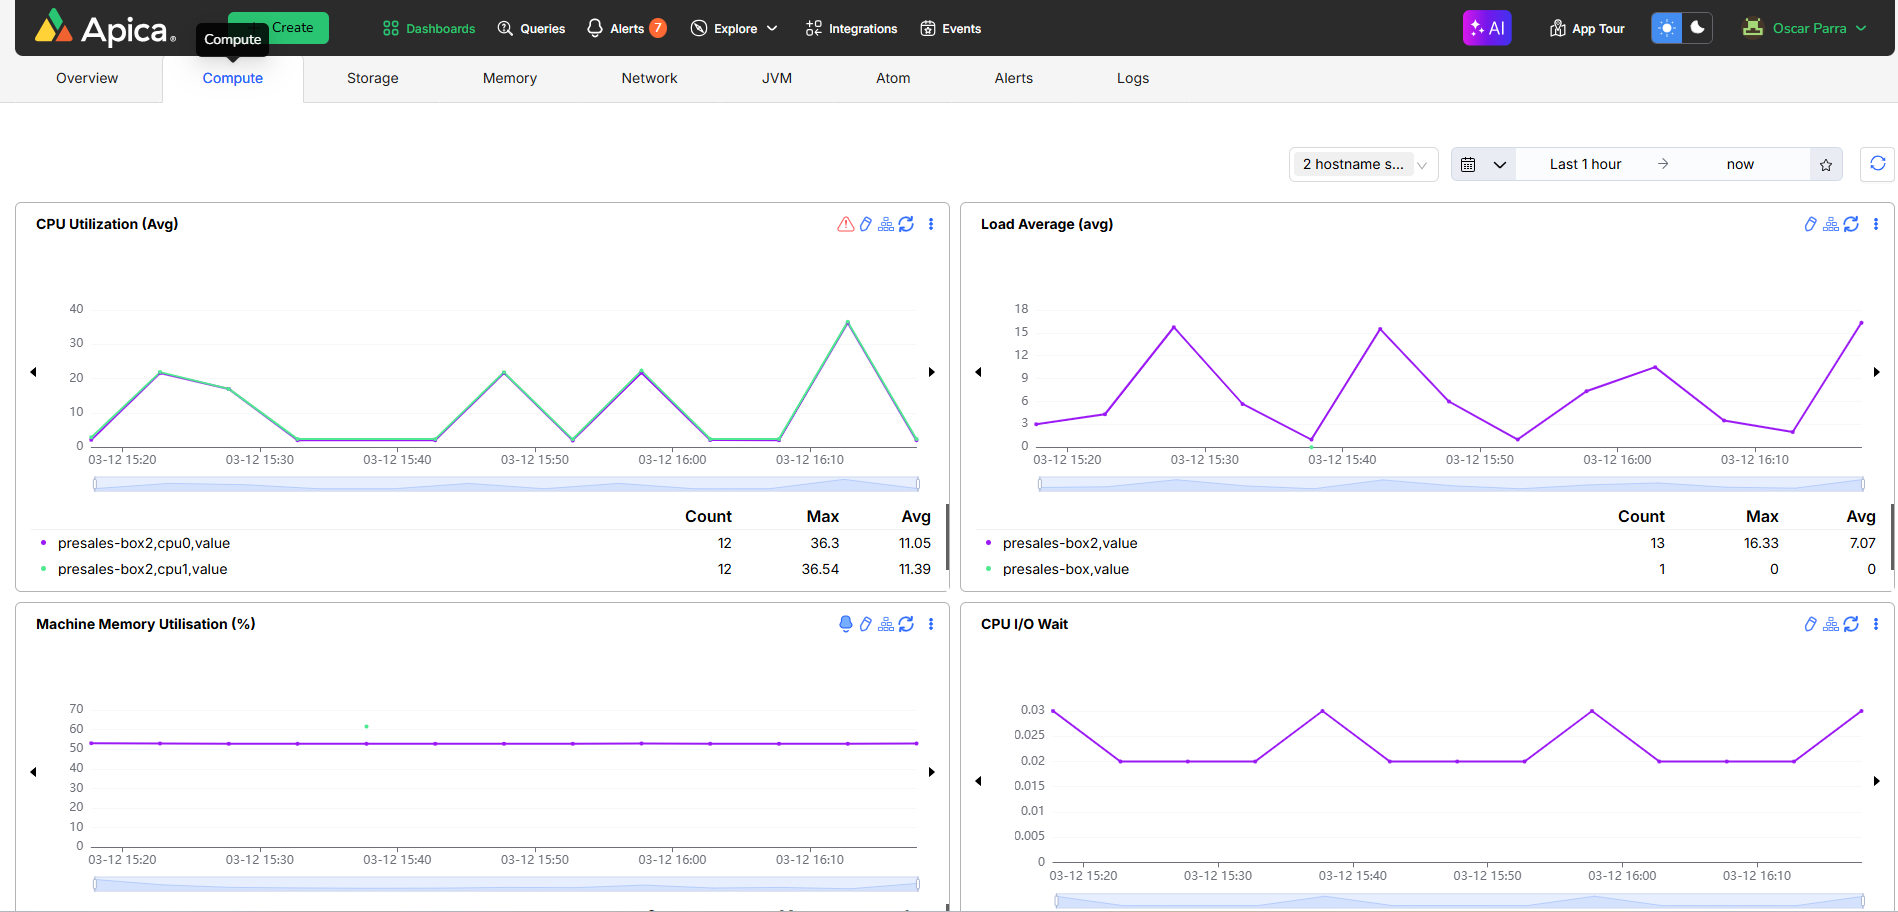 Apica®
Create
Compute
Dashboards
Queries
Alerts 7
Explore
Integrations
Events
AI
App Tour
Oscar Parra
Overview
Compute
Storage
Memory
Network
JVM
Atom
Alerts
Logs
2 hostname s...
Last 1 hour
now
CPU Utilization (Avg)
40
30
20
10
0
03-12 15:20 03-12 15:30 03-12 15:40 03-12 15:50 03-12 16:00 03-12 16:10
Count Max Avg
presales-box2,cpu0,value 12 36.3 11.05
presales-box2,cpu1,value 12 36.54 11.39
Load Average (avg)
18
15
12
9
6
3
0
03-12 15:20 03-12 15:30 03-12 15:40 03-12 15:50 03-12 16:00 03-12 16:10
Count Max Avg
presales-box2,value 13 16.33 7.07
presales-box,value 1 0 0
Machine Memory Utilisation (%)
70
60
50
40
30
20
10
0
03-12 15:20 03-12 15:30 03-12 15:40 03-12 15:50 03-12 16:00 03-12 16:10
CPU I/O Wait
0.03
0.025
0.02
0.015
0.01
0.005
0
03-12 15:20 03-12 15:30 03-12 15:40 03-12 15:50 03-12 16:00 03-12 16:10